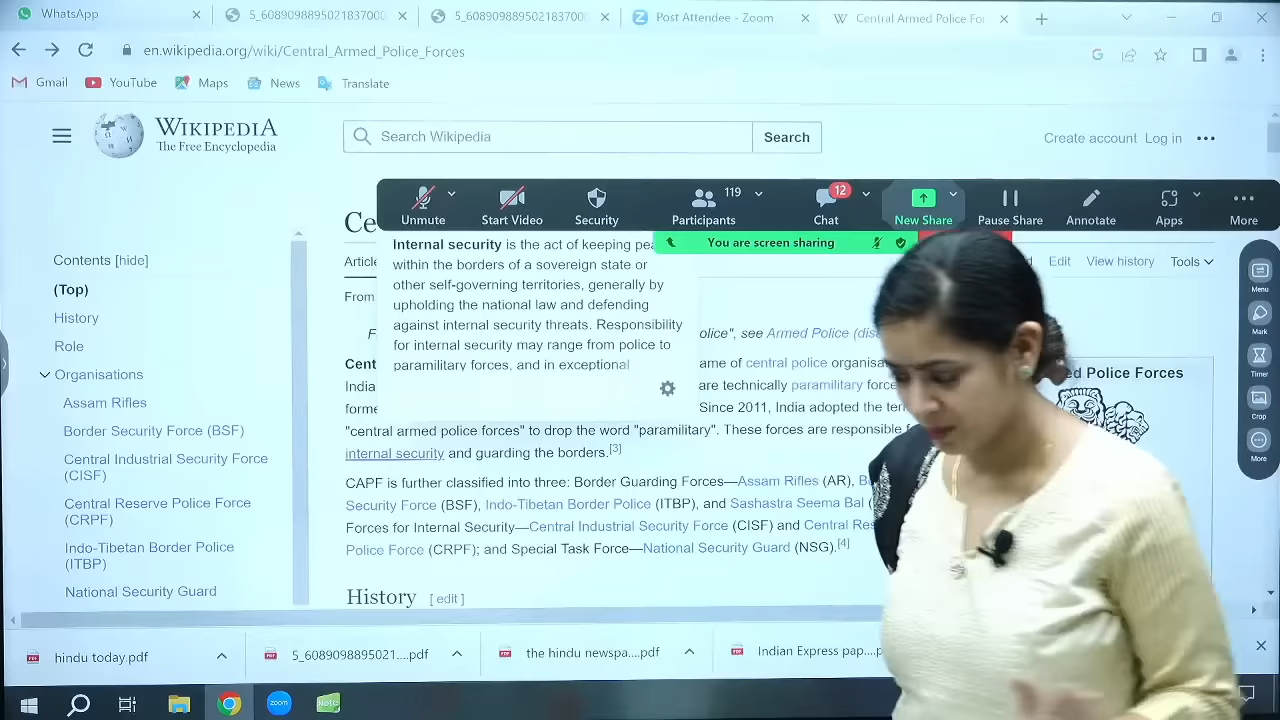 WhatsApp
5_6089098895021837000
5_608909889502183700
Post Attendee - Zoom
Central Armed Police Fo
en.wikipedia.org/wiki/Central_Armed_Police_Forces
Gmail
YouTube
Maps
News
Translate
WIKIPEDIA
The Free Encyclopedia
Search Wikipedia
Search
Create account
Log in
Unmute
Start Video
Security
Participants
119
Chat
12
New Share
Pause Share
Annotate
Apps
More
You are screen sharing
Ce
Internal security is the act of keeping pea
within the borders of a sovereign state or
other self-governing territories, generally by
upholding the national law and defending
against internal security threats. Responsibility
for internal security may range from police to
paramilitary forces, and in exceptional
Contents [hide]
(Top)
History
Role
Organisations
Assam Rifles
Border Security Force (BSF)
Central Industrial Security Force
(CISF)
Central Reserve Police Force
(CRPF)
Indo-Tibetan Border Police
(ITBP)
National Security Guard
Article
d
Edit
View history
Tools
From
F
olice", see Armed Police (dis
Cent
ame of central police organisa
India
are technically paramilitary force
forme
Since 2011, India adopted the ter
"central armed police forces" to drop the word "paramilitary". These forces are responsible f
internal security and guarding the borders.[3]
CAPF is further classified into three: Border Guarding Forces—Assam Rifles (AR), B
Security Force (BSF), Indo-Tibetan Border Police (ITBP), and Sashastra Seema Bal (
Forces for Internal Security—Central Industrial Security Force (CISF) and Central Res
Police Force (CRPF); and Special Task Force—National Security Guard (NSG).[4]
History [ edit ]
ed Police Forces
Menu
Mark
Timer
Crop
More
hindu today.pdf
5_6089098895021....pdf
the hindu newspa....pdf
Indian Express pap....p
zoom
Note